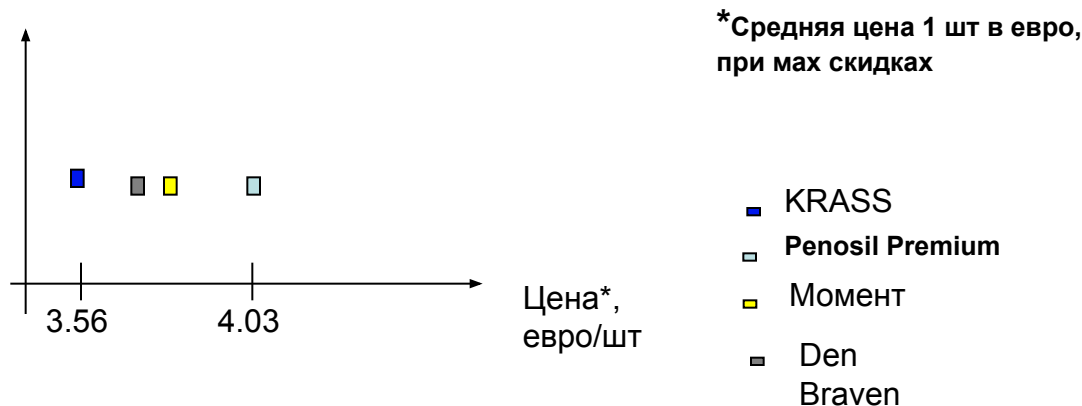 *Средняя цена 1 шт в евро,
при мах скидках
3.56
4.03
Цена*,
евро/шт
KRASS
Penosil Premium
Момент
Den
Braven